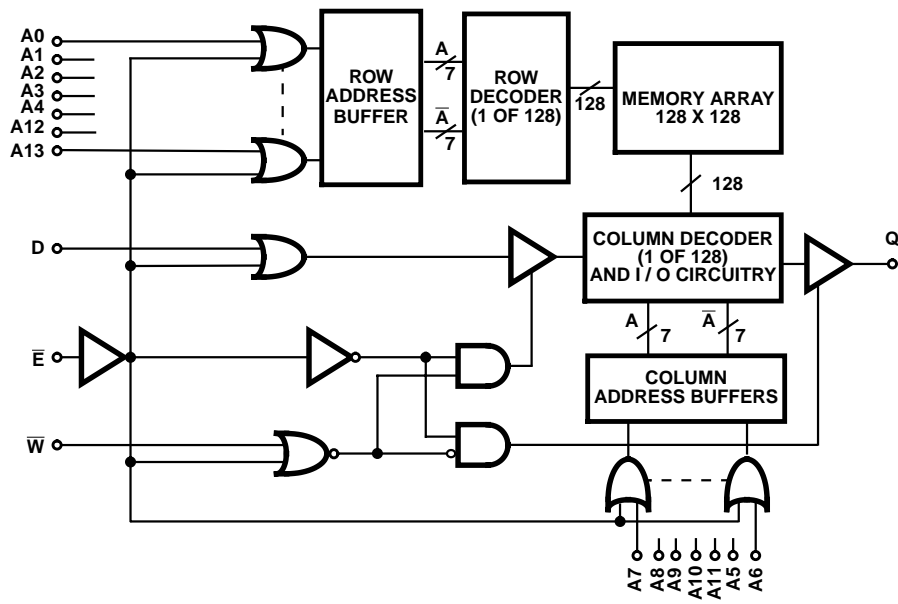 A0
A1
A2
A3
A4
A12
A13
ROW
ADDRESS
BUFFER
A
7
A̅
7
ROW
DECODER
(1 OF 128)
128
MEMORY ARRAY
128 X 128
128
D
COLUMN DECODER
(1 OF 128)
AND I / O CIRCUITRY
Q
A
7
A̅
7
E̅
COLUMN
ADDRESS BUFFERS
W̅
A7
A8
A9
A10
A11
A5
A6